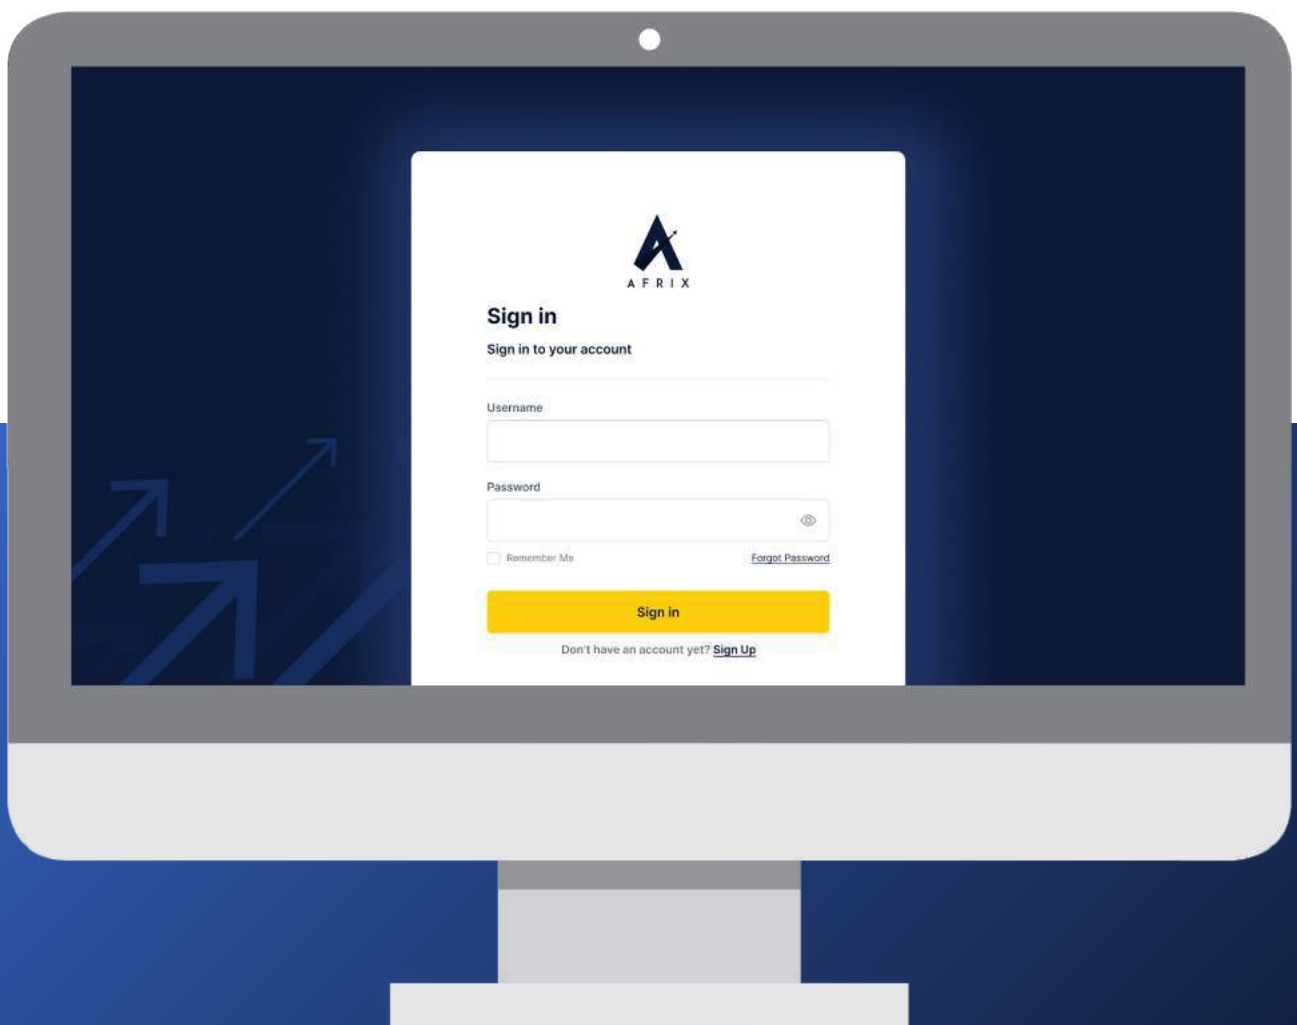 AFRIX
Sign in
Sign in to your account
Username
Password
Remember Me Forgot Password
Sign in
Don't have an account yet? Sign Up